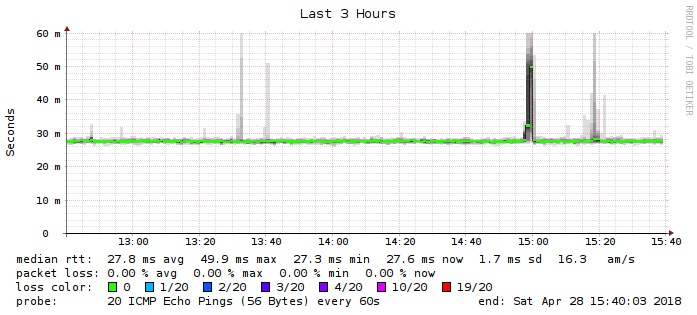 Last 3 Hours
RRDTOOL / TOBI OETIKER
Seconds
60 m
50 m
40 m
30 m
20 m
10 m
0
13:00 13:20 13:40 14:00 14:20 14:40 15:00 15:20 15:40
median rtt: 27.8 ms avg 49.9 ms max 27.3 ms min 27.6 ms now 1.7 ms sd 16.3 am/s
packet loss: 0.00 % avg 0.00 % max 0.00 % min 0.00 % now
loss color: 0 1/20 2/20 3/20 4/20 10/20 19/20
probe: 20 ICMP Echo Pings (56 Bytes) every 60s end: Sat Apr 28 15:40:03 2018